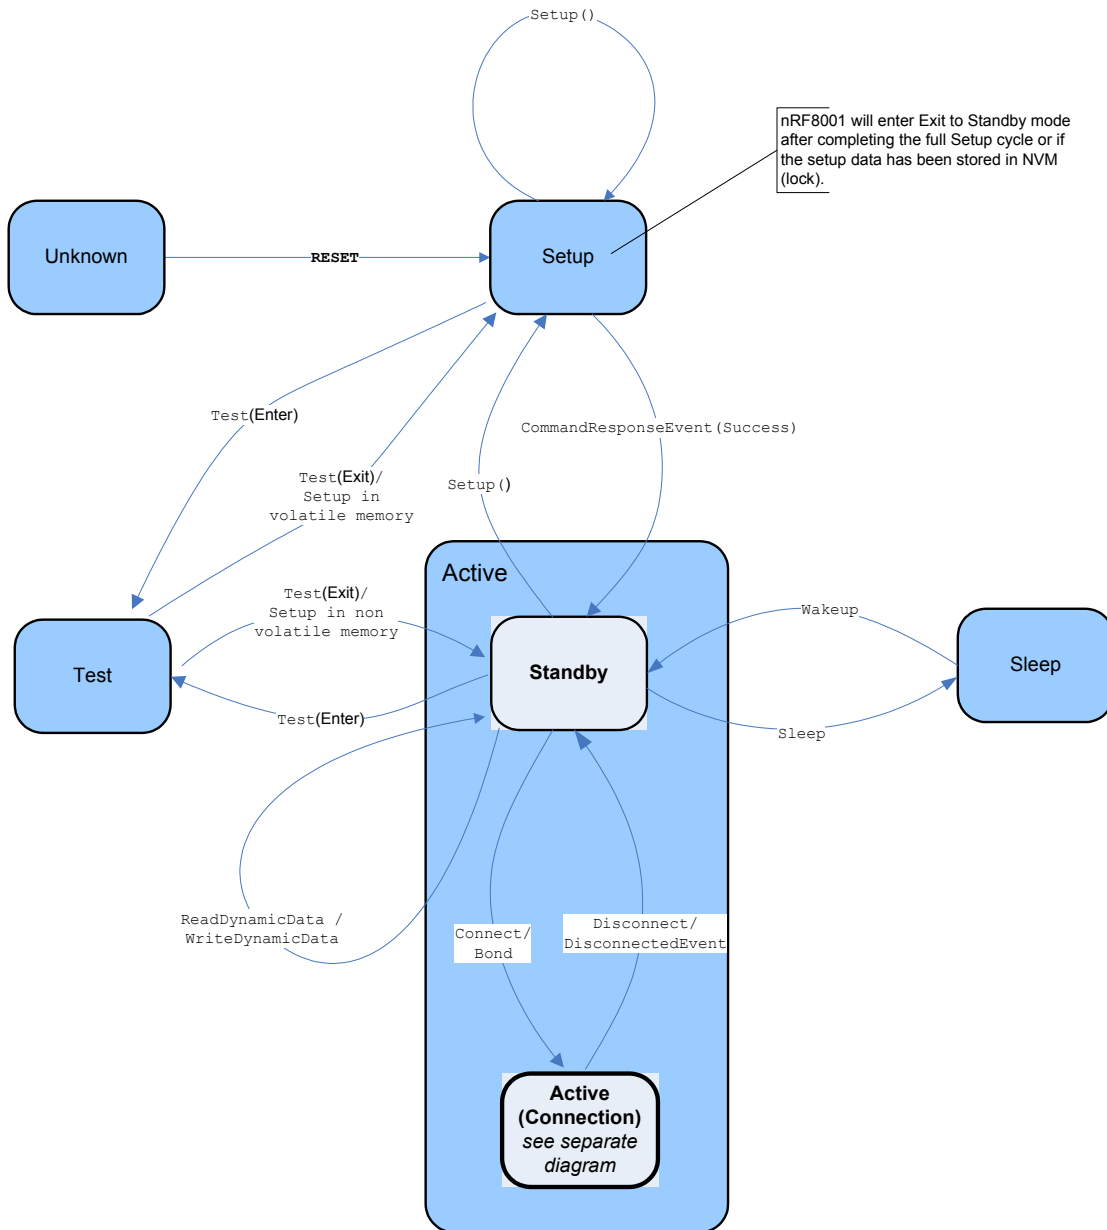 Setup()
nRF8001 will enter Exit to Standby mode
after completing the full Setup cycle or if
the setup data has been stored in NVM
(lock).
Unknown
RESET
Setup
Test(Enter)
CommandResponseEvent(Success)
Test(Exit)/
Setup in
volatile memory
Setup()
Active
Test(Exit)/
Setup in non
volatile memory
Wakeup
Test
Standby
Sleep
Test(Enter)
Sleep
ReadDynamicData /
WriteDynamicData
Connect/
Bond
Disconnect/
DisconnectedEvent
Active
(Connection)
see separate
diagram